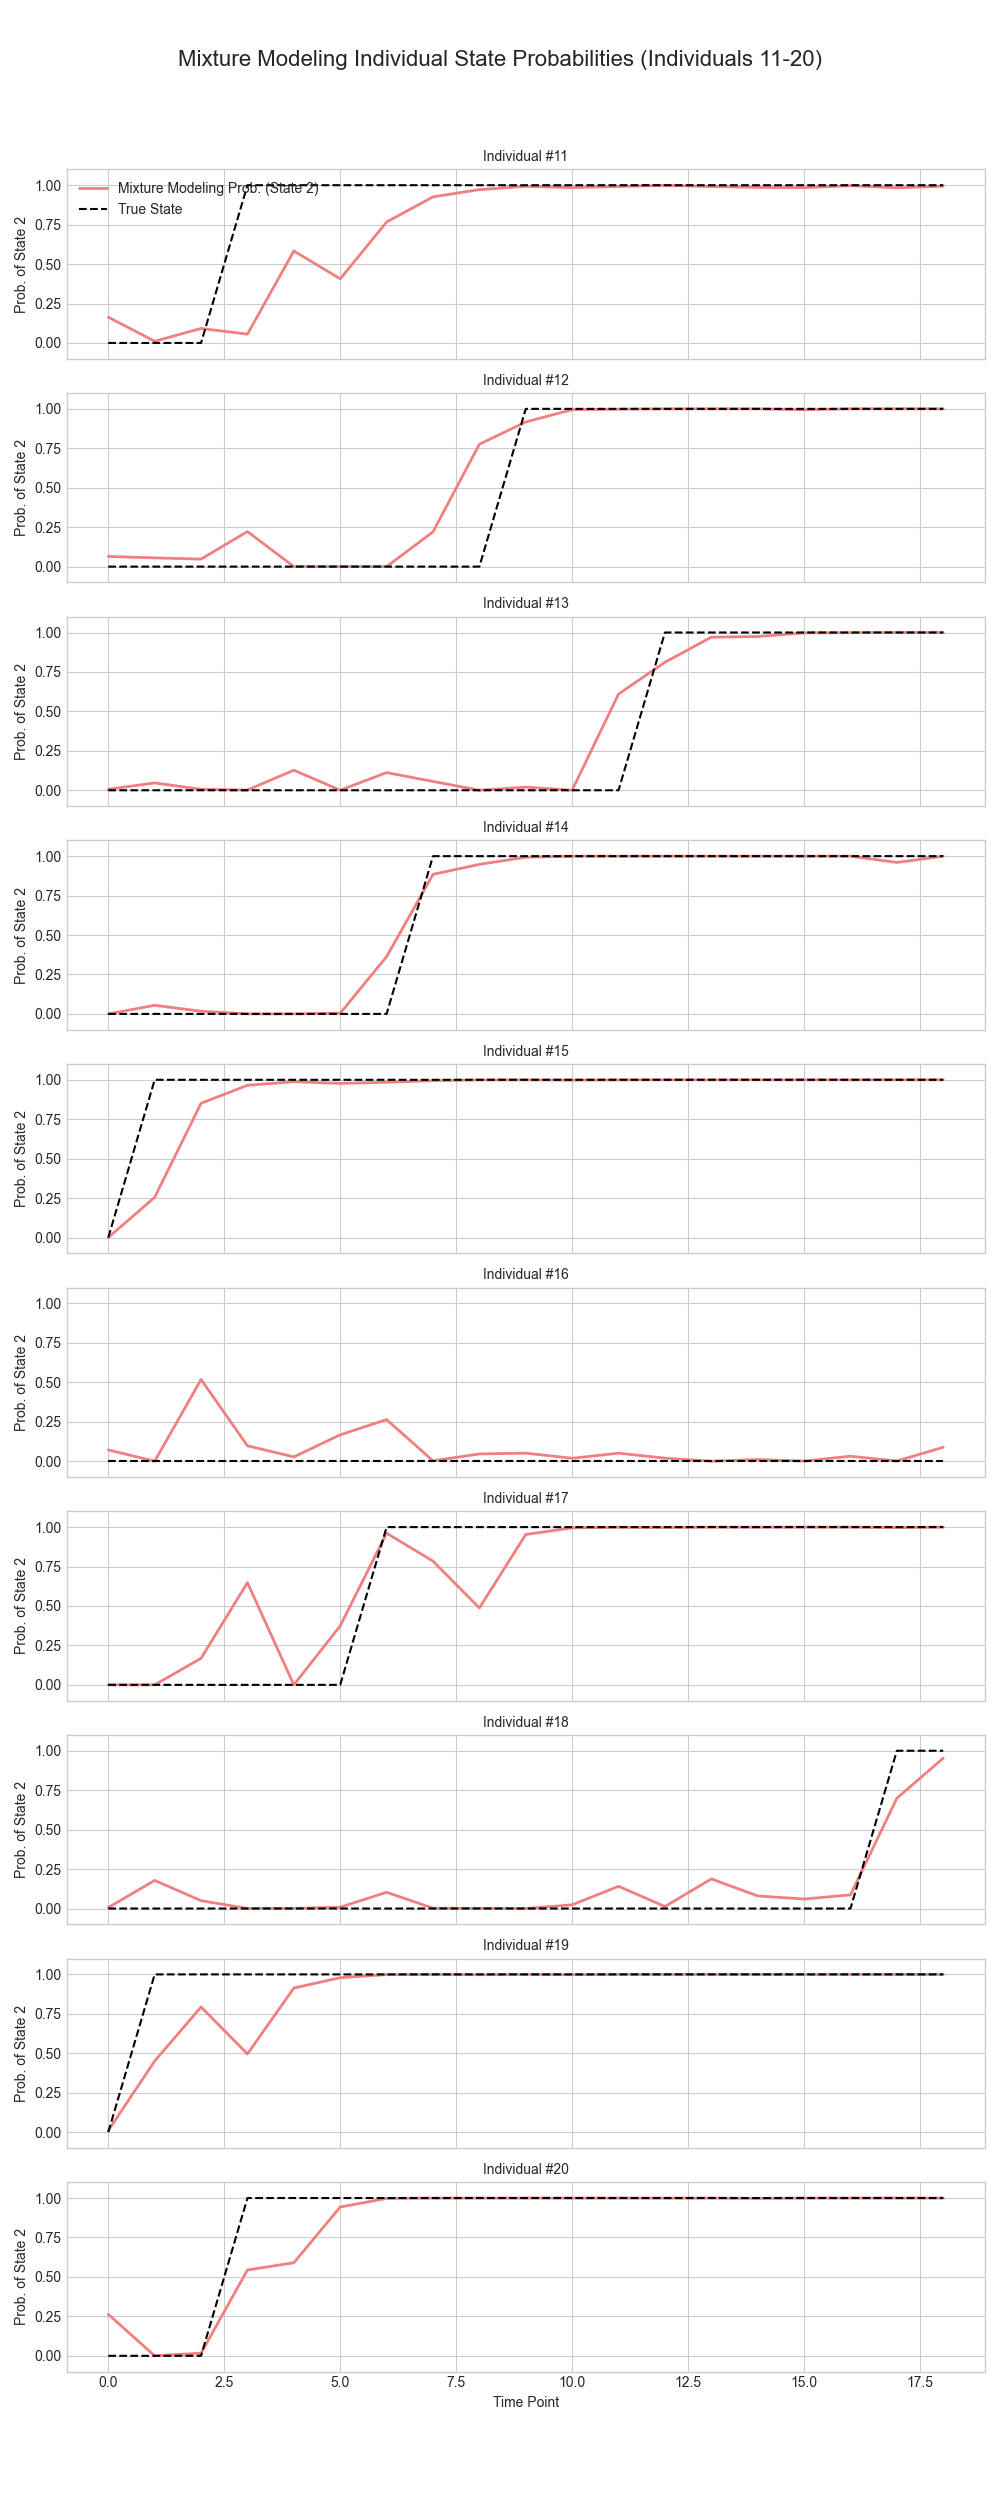 Mixture Modeling Individual State Probabilities (Individuals 11-20)
Individual #11
Mixture Modeling Prob. (State 2)
True State
Prob. of State 2
1.00
0.75
0.50
0.25
0.00
Individual #12
Prob. of State 2
1.00
0.75
0.50
0.25
0.00
Individual #13
Prob. of State 2
1.00
0.75
0.50
0.25
0.00
Individual #14
Prob. of State 2
1.00
0.75
0.50
0.25
0.00
Individual #15
Prob. of State 2
1.00
0.75
0.50
0.25
0.00
Individual #16
Prob. of State 2
1.00
0.75
0.50
0.25
0.00
Individual #17
Prob. of State 2
1.00
0.75
0.50
0.25
0.00
Individual #18
Prob. of State 2
1.00
0.75
0.50
0.25
0.00
Individual #19
Prob. of State 2
1.00
0.75
0.50
0.25
0.00
Individual #20
Prob. of State 2
1.00
0.75
0.50
0.25
0.00
0.0 2.5 5.0 7.5 10.0 12.5 15.0 17.5
Time Point